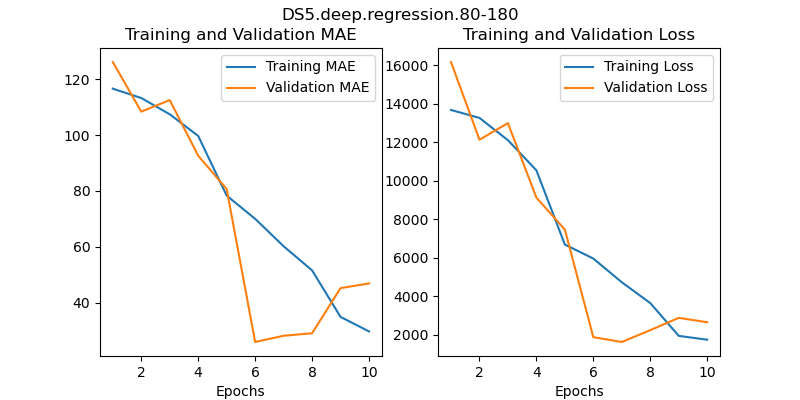 DS5.deep.regression.80-180
Training and Validation MAE
Training MAE
Validation MAE
120
100
80
60
40
2 4 6 8 10
Epochs
Training and Validation Loss
Training Loss
Validation Loss
16000
14000
12000
10000
8000
6000
4000
2000
2 4 6 8 10
Epochs